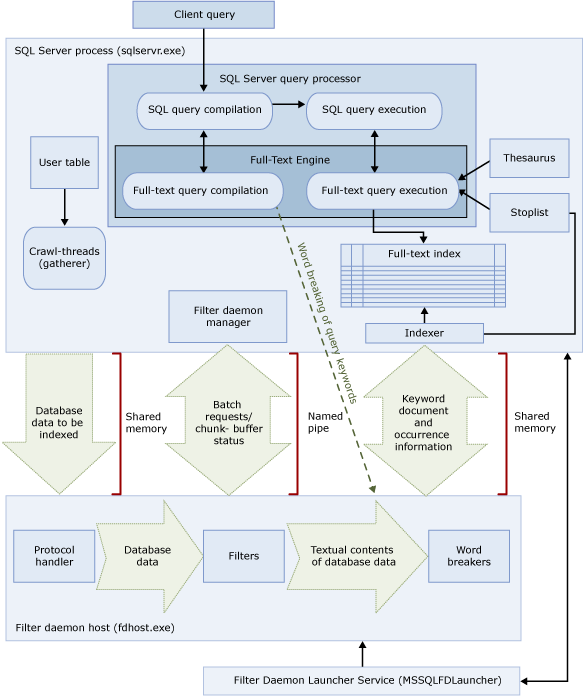 Client query
SQL Server process (sqlservr.exe)
SQL Server query processor
SQL query compilation
SQL query execution
Full-Text Engine
Full-text query compilation
Full-text query execution
User table
Thesaurus
Stoplist
Crawl-threads
(gatherer)
Full-text index
Filter daemon
manager
Indexer
Word breaking of query keywords
Database
data to be
indexed
Shared
memory
Batch
requests/
chunk- buffer
status
Named
pipe
Keyword
document
and
occurrence
information
Shared
memory
Protocol
handler
Database
data
Filters
Textual contents
of database data
Word
breakers
Filter daemon host (fdhost.exe)
Filter Daemon Launcher Service (MSSQLFDLauncher)